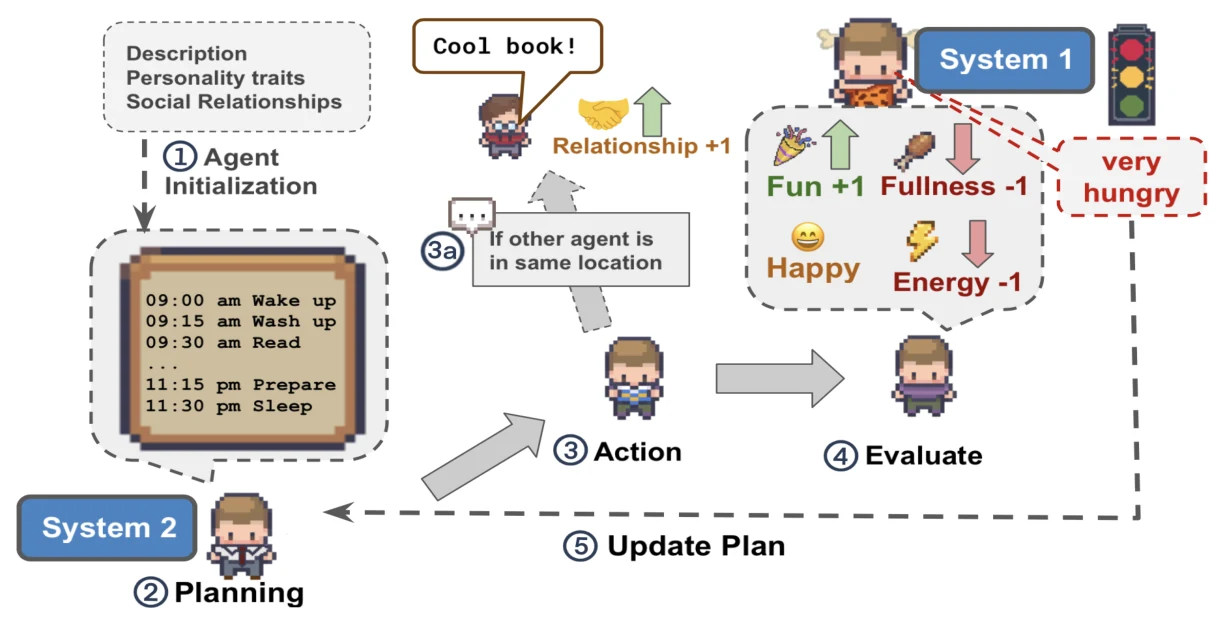 Description
Personality traits
Social Relationships
① Agent
Initialization
09:00 am Wake up
09:15 am Wash up
09:30 am Read
...
11:15 pm Prepare
11:30 pm Sleep
System 2
② Planning
Cool book!
Relationship +1
...
3a
If other agent is
in same location
③ Action
System 1
Fun +1
Fullness -1
Happy
Energy -1
very
hungry
④ Evaluate
⑤ Update Plan